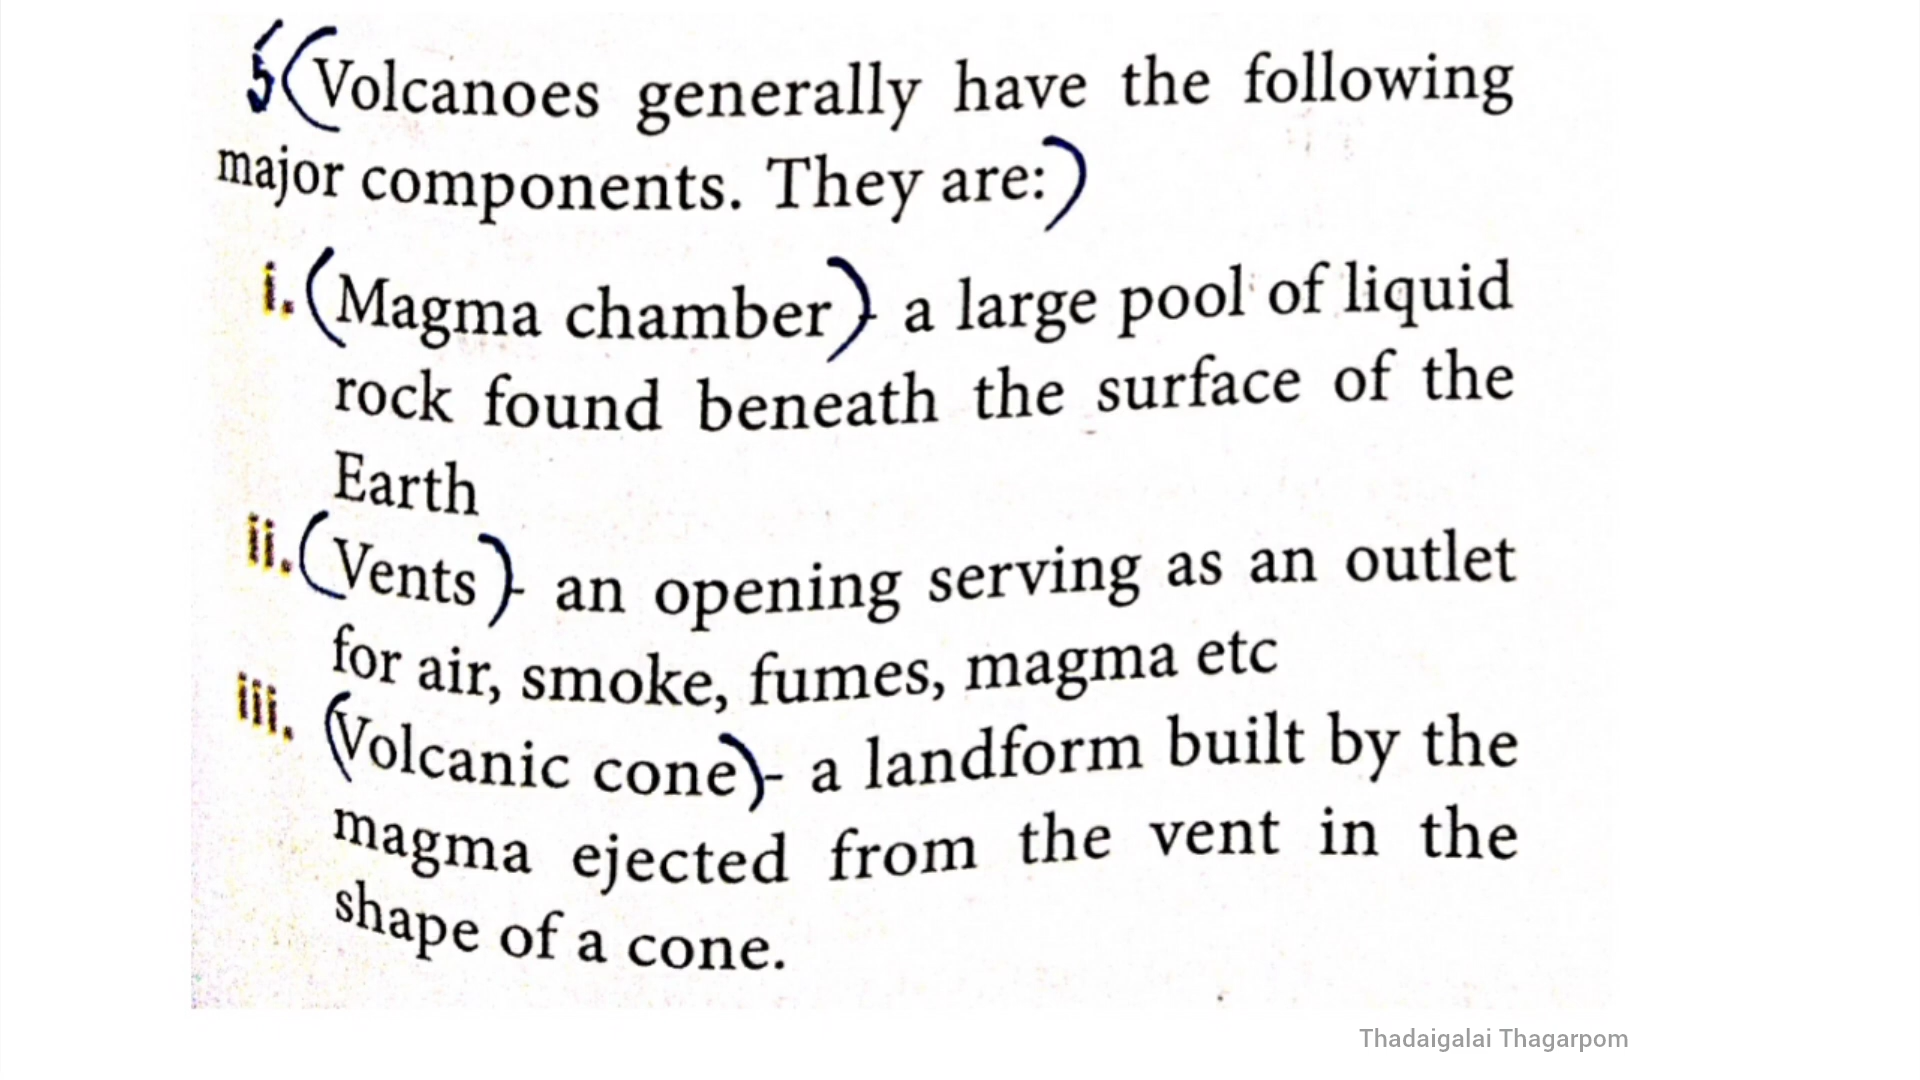 5(Volcanoes generally have the following
major components. They are:)
i. (Magma chamber)- a large pool of liquid
rock found beneath the surface of the
Earth
ii. (Vents)- an opening serving as an outlet
for air, smoke, fumes, magma etc
iii. (Volcanic cone)- a landform built by the
magma ejected from the vent in the
shape of a cone.
Thadaigalai Thagarpom